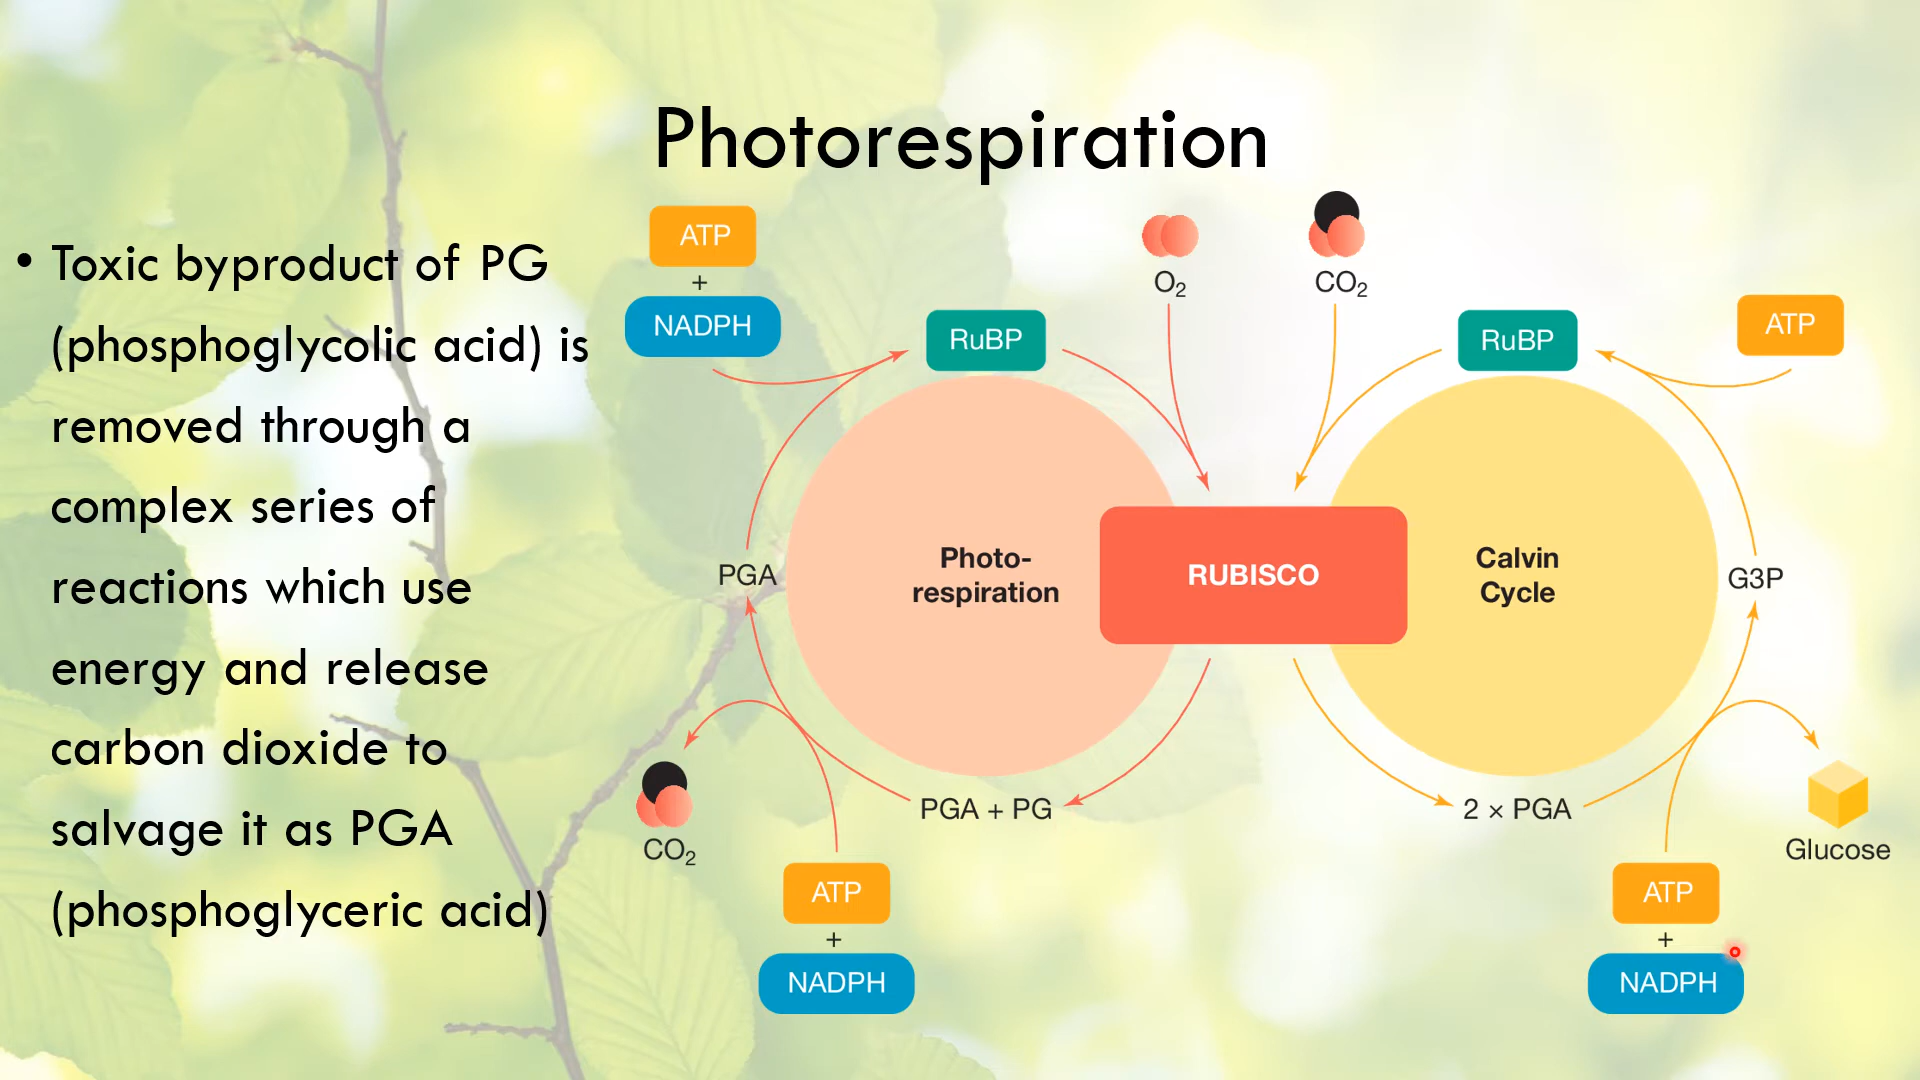 Photorespiration
• Toxic byproduct of PG
(phosphoglycolic acid) is
removed through a
complex series of
reactions which use
energy and release
carbon dioxide to
salvage it as PGA
(phosphoglyceric acid)
ATP
+
NADPH
O₂
CO₂
RuBP
RuBP
ATP
PGA
Photo-
respiration
RUBISCO
Calvin
Cycle
G3P
CO₂
PGA + PG
2 × PGA
Glucose
ATP
+
NADPH
ATP
+
NADPH